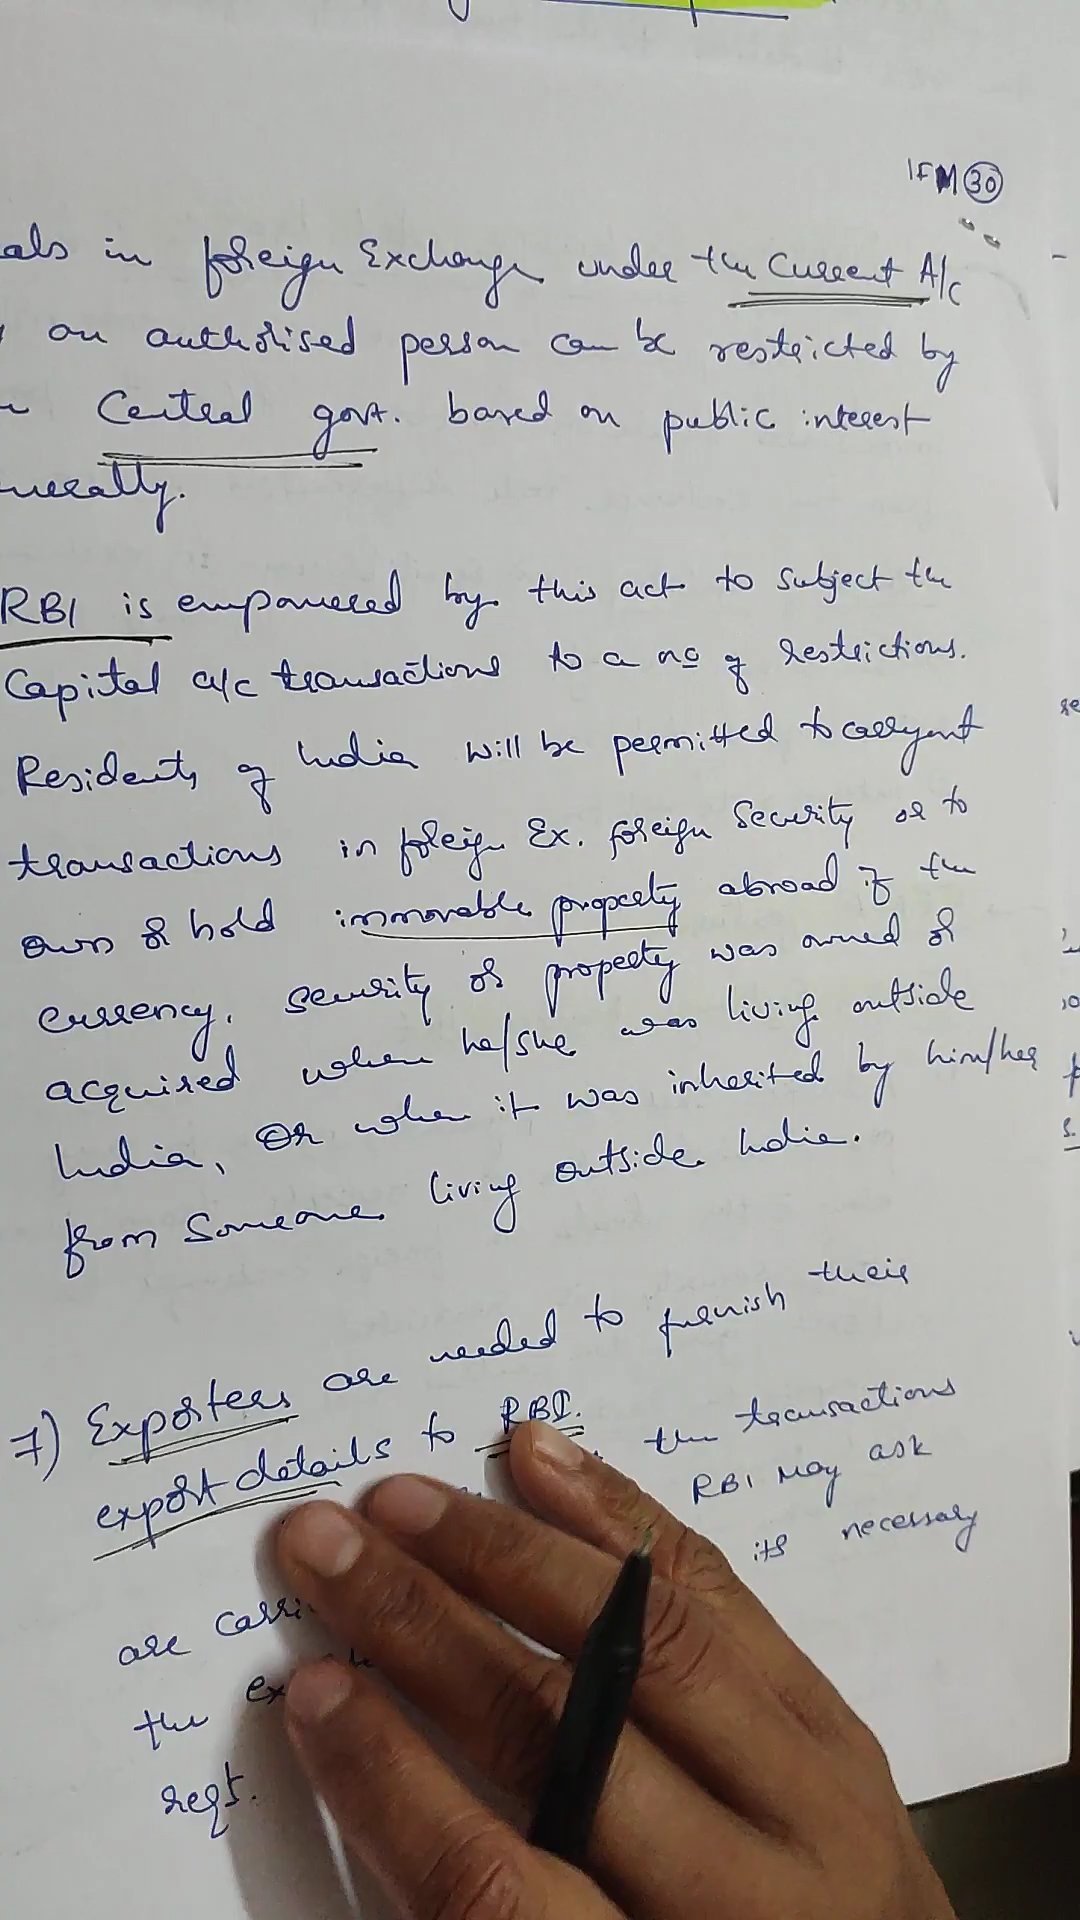 IFM 30
als in foreign Exchange under the Current A/c
an authorised person can be restricted by
Central govt. based on public interest
nerally.
RBI is empowered by this act to subject the
Capital a/c transactions to a no of restrictions.
Residents of India will be permitted to carryout
transactions in foreign Ex. foreign Security or to
own or hold immovable property abroad if the
currency, security or property was owned or
acquired when he/she was living outside
India, or when it was inherited by him/her
from Someone living outside India.
7) Exporters are needed to furnish their
export details to RBI.
the transactions
are carri RBI may ask
the ex its necessary
reqt.